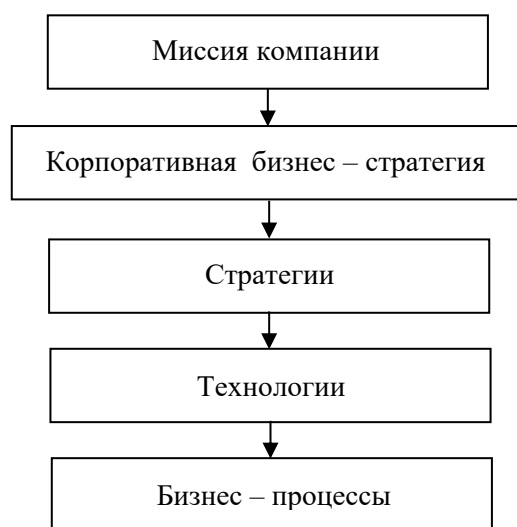 Миссия компании
Корпоративная бизнес – стратегия
Стратегии
Технологии
Бизнес – процессы